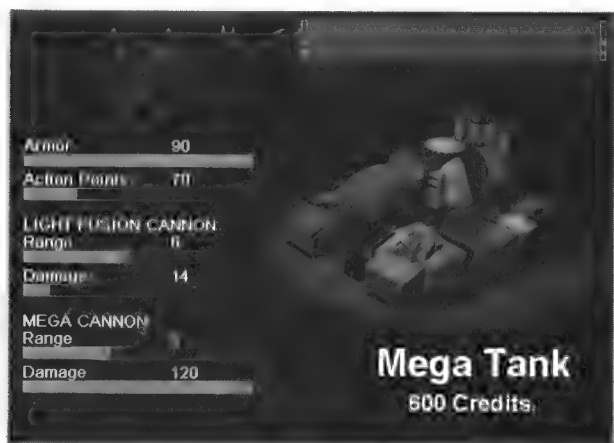 Armor 90
Action Points 70
LIGHT FUSION CANNON
Range 6
Damage 14
MEGA CANNON
Range
Damage 120
Mega Tank
600 Credits